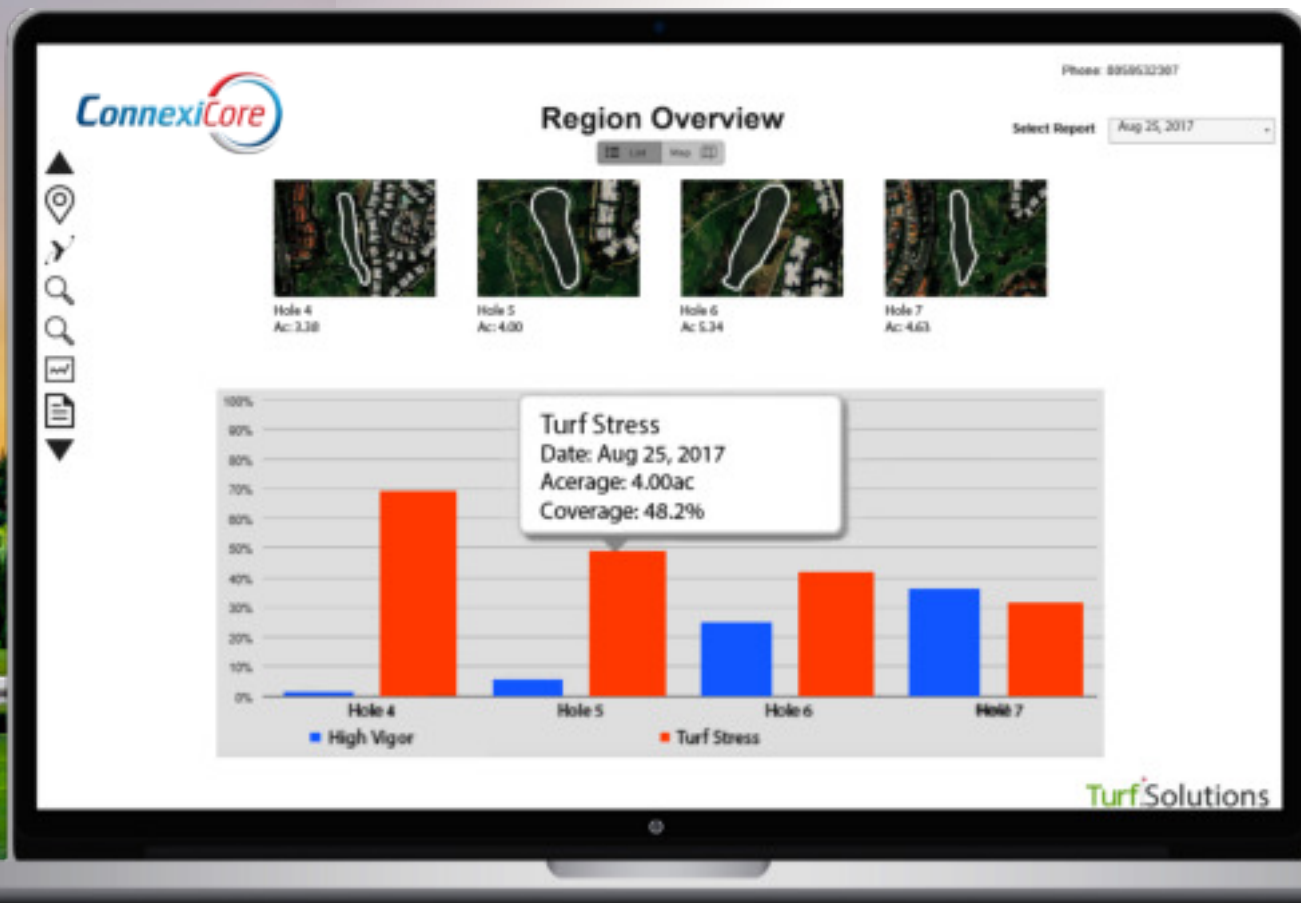 Phone: 8858532387
ConnexiCore
Region Overview
Select Report
Aug 25, 2017
List
Map
Hole 4
Ac: 3.38
Hole 5
Ac: 4.00
Hole 6
Ac 5.34
Hole 7
Ac: 4.63
100%
90%
80%
70%
60%
50%
40%
30%
20%
10%
0%
Turf Stress
Date: Aug 25, 2017
Acerage: 4.00ac
Coverage: 48.2%
Hole 4
Hole 5
Hole 6
Hole 7
High Vigor
Turf Stress
Turf Solutions